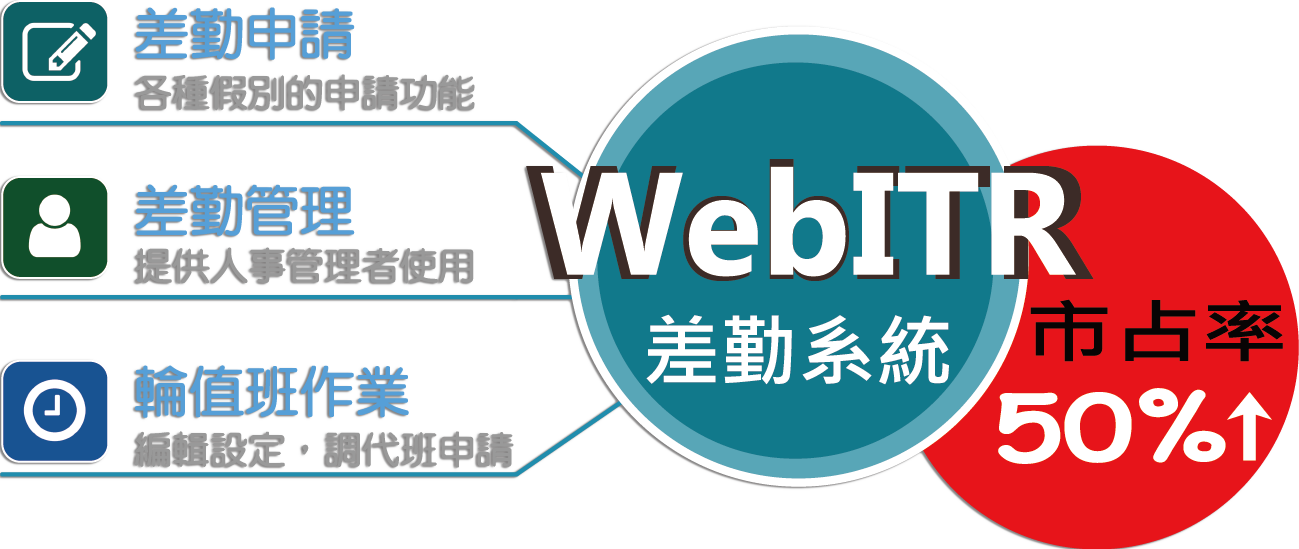 差勤申請
各種假別的申請功能
差勤管理
提供人事管理者使用
輪值班作業
編輯設定，調代班申請
WebITR
差勤系統
市占率
50%↑